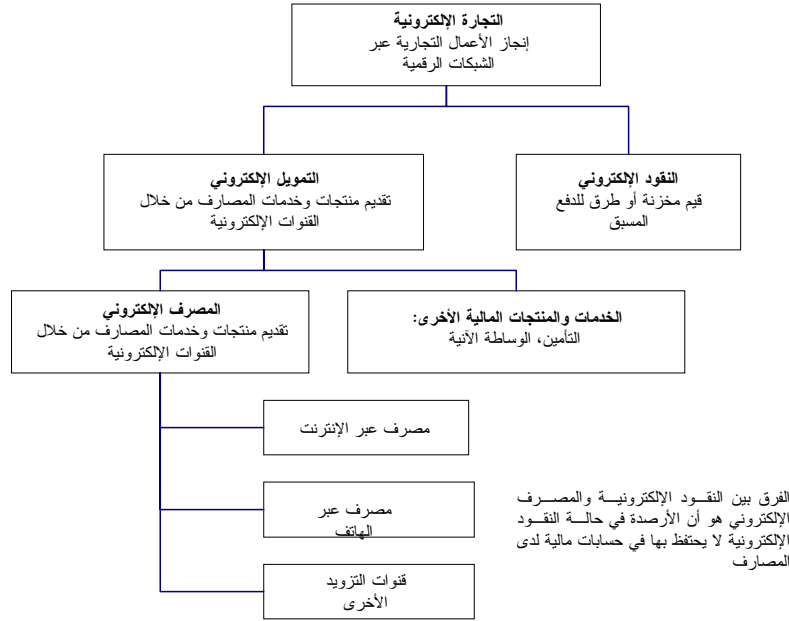 التجارة الإلكترونية
إنجاز الأعمال التجارية عبر
الشبكات الرقمية
النقود الإلكتروني
قيم مخزنة أو طرق للدفع
المسبق
التمويل الإلكتروني
تقديم منتجات وخدمات المصارف من خلال
القنوات الإلكترونية
الخدمات والمنتجات المالية الأخرى:
التأمين، الوساطة الآنية
المصرف الإلكتروني
تقديم منتجات وخدمات المصارف من خلال
القنوات الإلكترونية
مصرف عبر الإنترنت
مصرف عبر
الهاتف
قنوات التزويد
الأخرى
الفرق بين النقود الإلكترونية والمصرف
الإلكتروني هو أن الأرصدة في حالة النقود
الإلكترونية لا يحتفظ بها في حسابات مالية لدى
المصارف